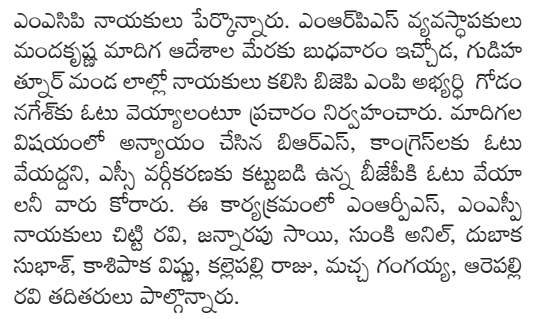 ఎంఎసిపి నాయకులు పేర్కొన్నారు. ఎంఆర్‌పిఎస్ వ్యవస్థాపకులు
మందకృష్ణ మాదిగ ఆదేశాల మేరకు బుధవారం ఇచ్చోడ, గుడిహ
త్నూర్ మండ లాల్లో నాయకులు కలిసి బిజెపి ఎంపి అభ్యర్థి గోడం
నగేశ్‌కు ఓటు వెయ్యాలంటూ ప్రచారం నిర్వహించారు. మాదిగల
విషయంలో అన్యాయం చేసిన బిఆర్ఎస్, కాంగ్రెస్‌లకు ఓటు
వేయద్దని, ఎస్సీ వర్గీకరణకు కట్టుబడి ఉన్న బీజేపీకి ఓటు వేయా
లనీ వారు కోరారు. ఈ కార్యక్రమంలో ఎంఆర్పీఎస్, ఎంఎస్పీ
నాయకులు చిట్టి రవి, జన్నారపు సాయి, సుంకి అనిల్, దుబాక
సుభాశ్, కాశిపాక విష్ణు, కల్లెపల్లి రాజు, మచ్చ గంగయ్య, ఆరెపల్లి
రవి తదితరులు పాల్గొన్నారు.